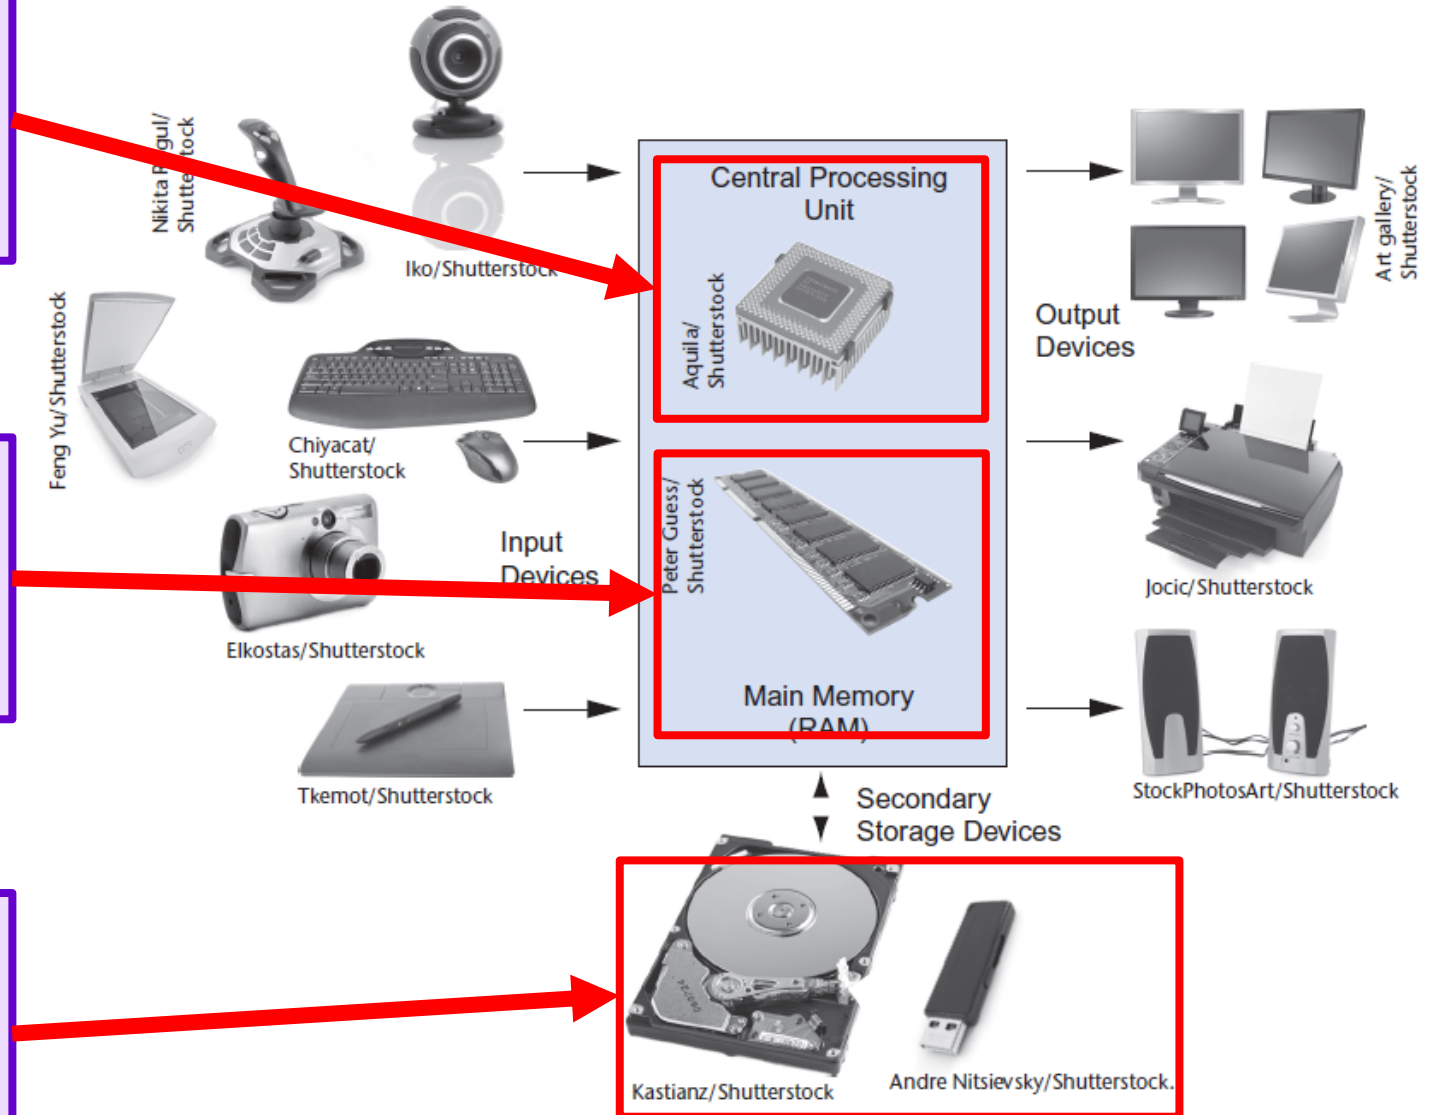 Nikita Rogul/
Shutterstock
Iko/Shutterstock
Feng Yu/Shutterstock
Chiyacat/
Shutterstock
Input
Devices
Elkostas/Shutterstock
Tkemot/Shutterstock
Central Processing
Unit
Aquila/
Shutterstock
Peter Guess/
Shutterstock
Main Memory
(RAM)
Output
Devices
Art gallery/
Shutterstock
Jocic/Shutterstock
StockPhotosArt/Shutterstock
Secondary
Storage Devices
Kastianz/Shutterstock
Andre Nitsievsky/Shutterstock.